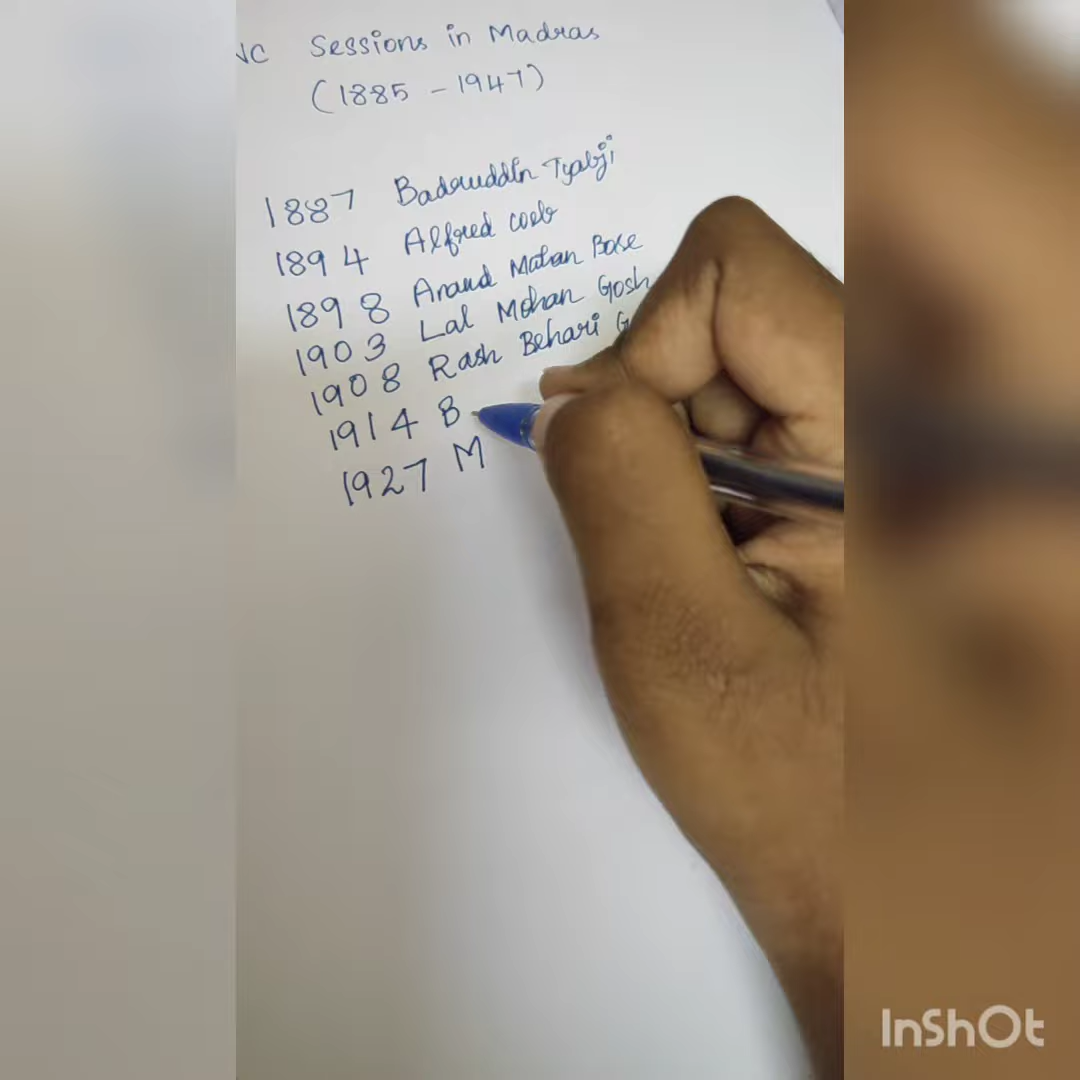 NC Sessions in Madras
(1885 - 1947)
1887 Badruddin Tyabji
1894 Alfred
1898 Anand Mohan Bose
1903 Lal Mohan Gosh
1908 Rash Behari G
1914 B
1927 M
InShOt